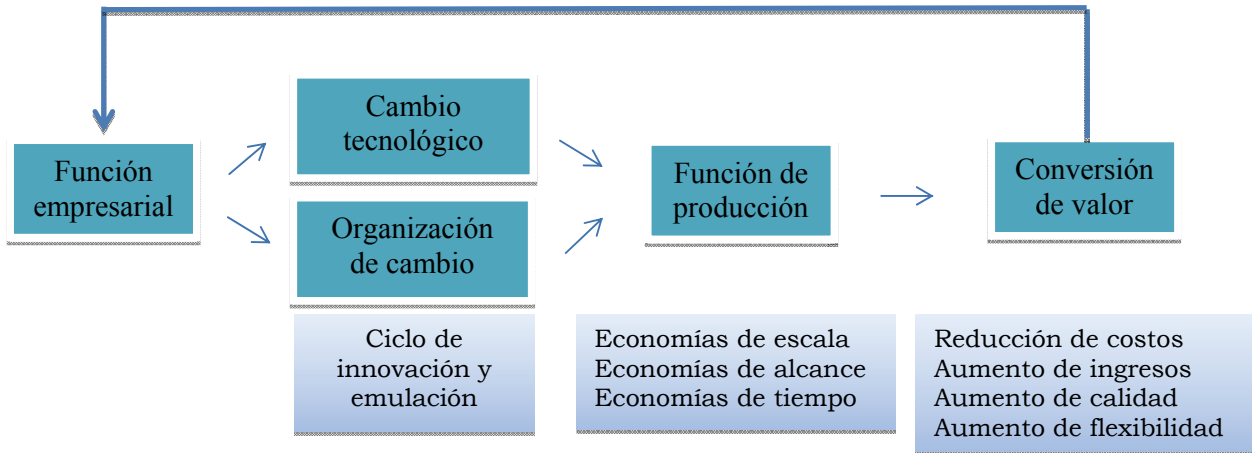 Cambio
tecnológico
Función
empresarial
Organización
de cambio
Función de
producción
Conversión
de valor
Ciclo de
innovación y
emulación
Economías de escala
Economías de alcance
Economías de tiempo
Reducción de costos
Aumento de ingresos
Aumento de calidad
Aumento de flexibilidad